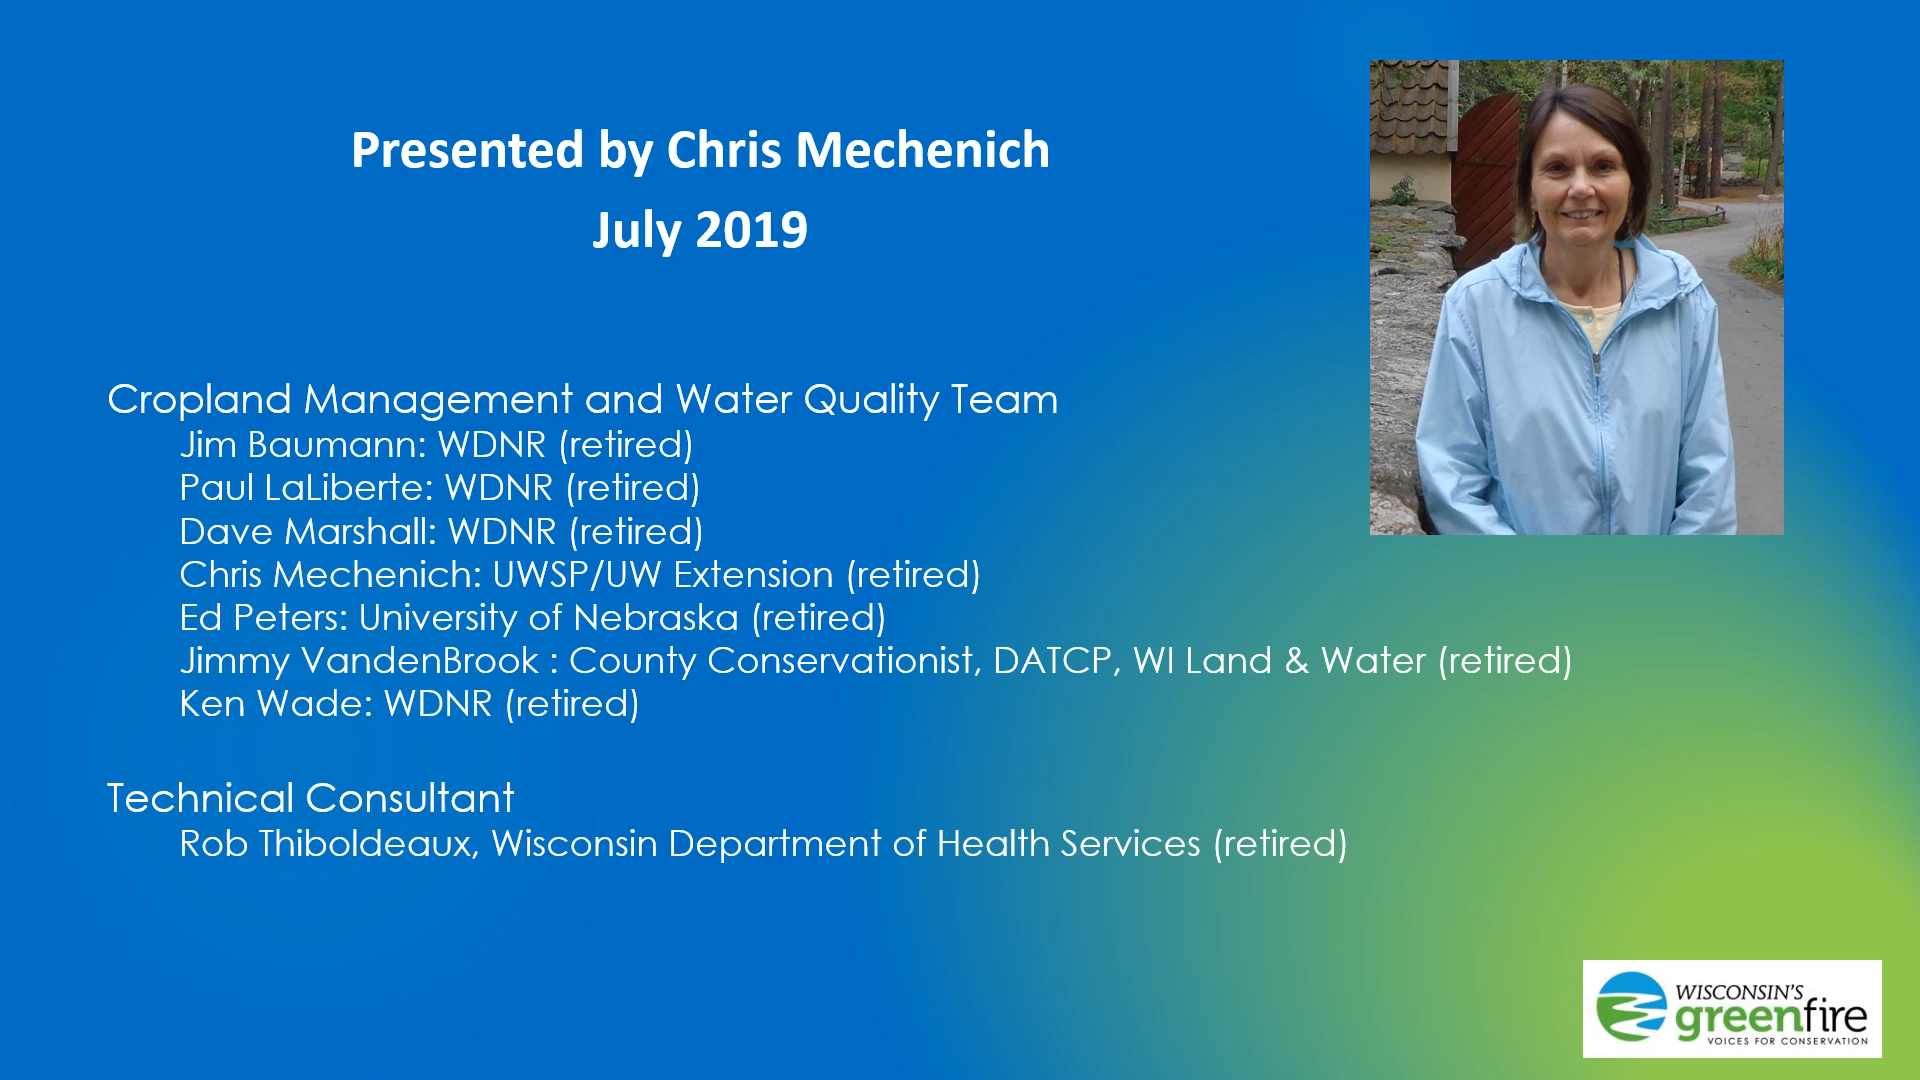 Presented by Chris Mechenich
July 2019
Cropland Management and Water Quality Team
Jim Baumann: WDNR (retired)
Paul LaLiberte: WDNR (retired)
Dave Marshall: WDNR (retired)
Chris Mechenich: UWSP/UW Extension (retired)
Ed Peters: University of Nebraska (retired)
Jimmy VandenBrook : County Conservationist, DATCP, WI Land & Water (retired)
Ken Wade: WDNR (retired)
Technical Consultant
Rob Thiboldeaux, Wisconsin Department of Health Services (retired)
WISCONSIN'S
greenfire
VOICES FOR CONSERVATION